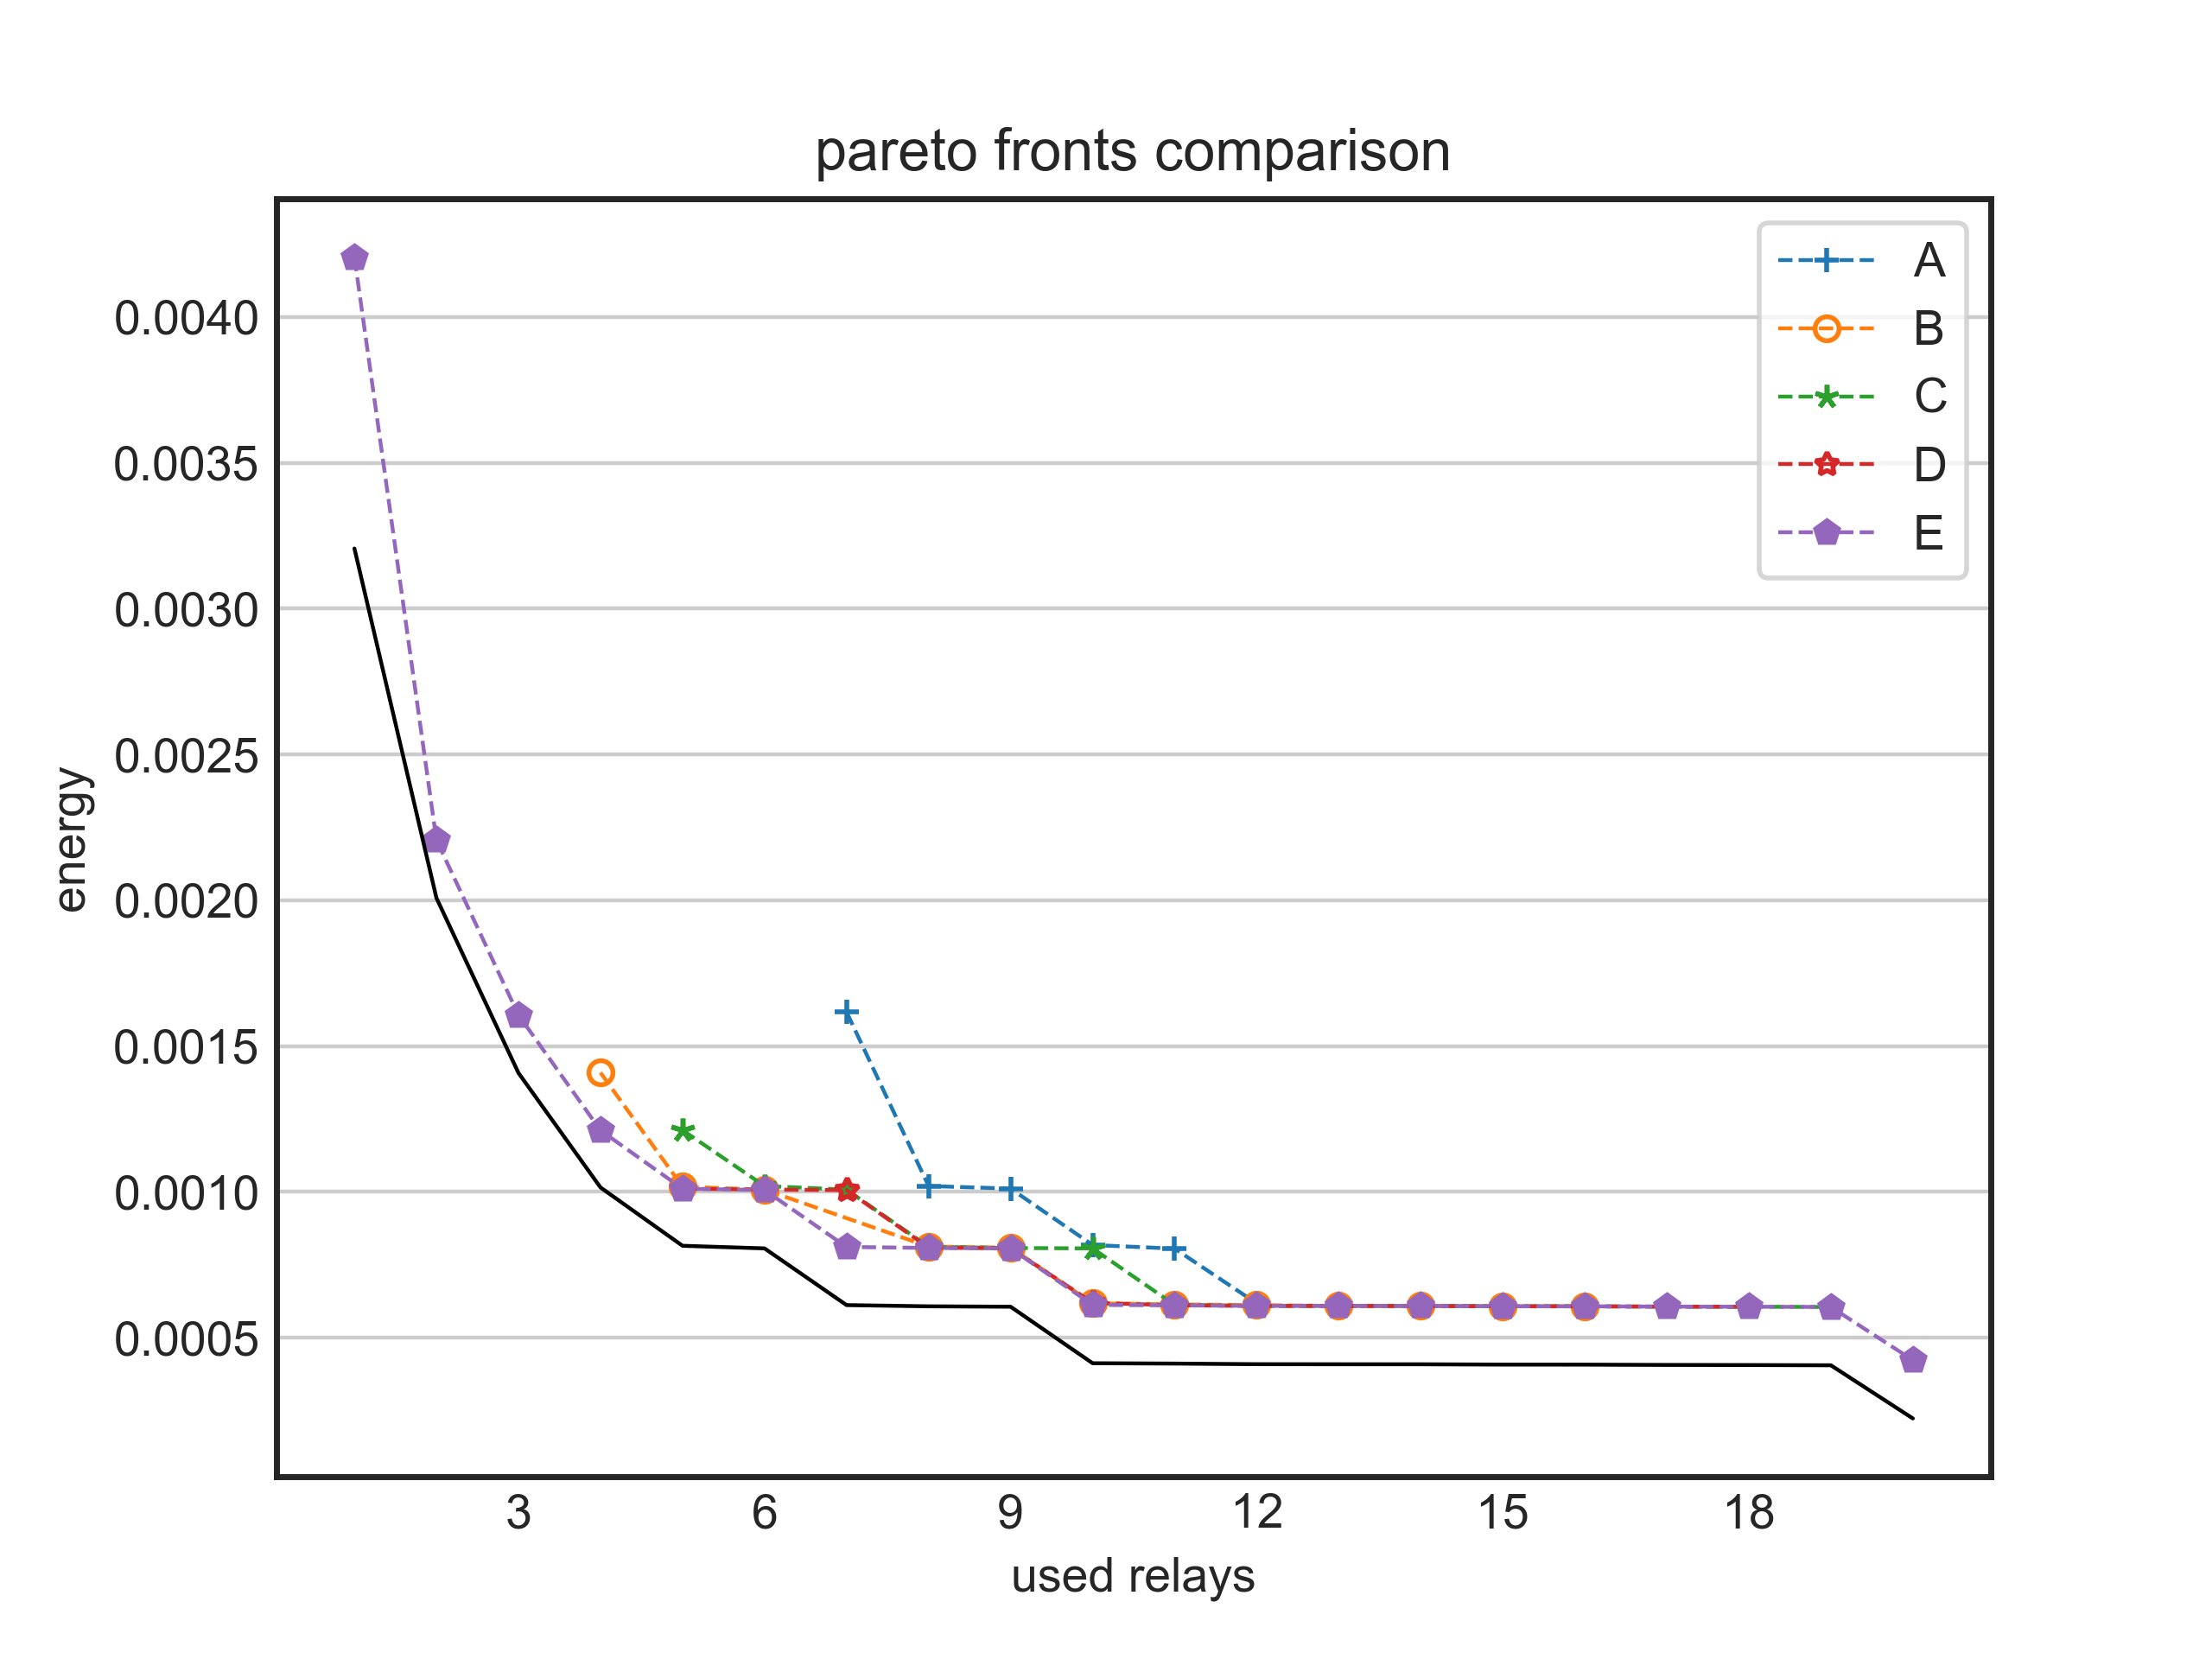 pareto fronts comparison
A
B
C
D
E
0.0040
0.0035
0.0030
0.0025
0.0020
0.0015
0.0010
0.0005
energy
3 6 9 12 15 18
used relays